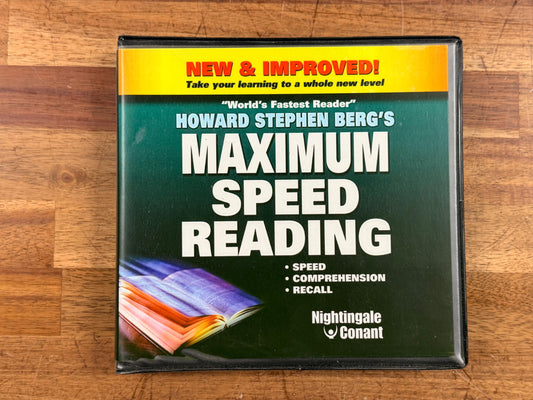 NEW & IMPROVED!
Take your learning to a whole new level
"World's Fastest Reader"
HOWARD STEPHEN BERG'S
MAXIMUM
SPEED
READING
• SPEED
• COMPREHENSION
• RECALL
Nightingale
Conant